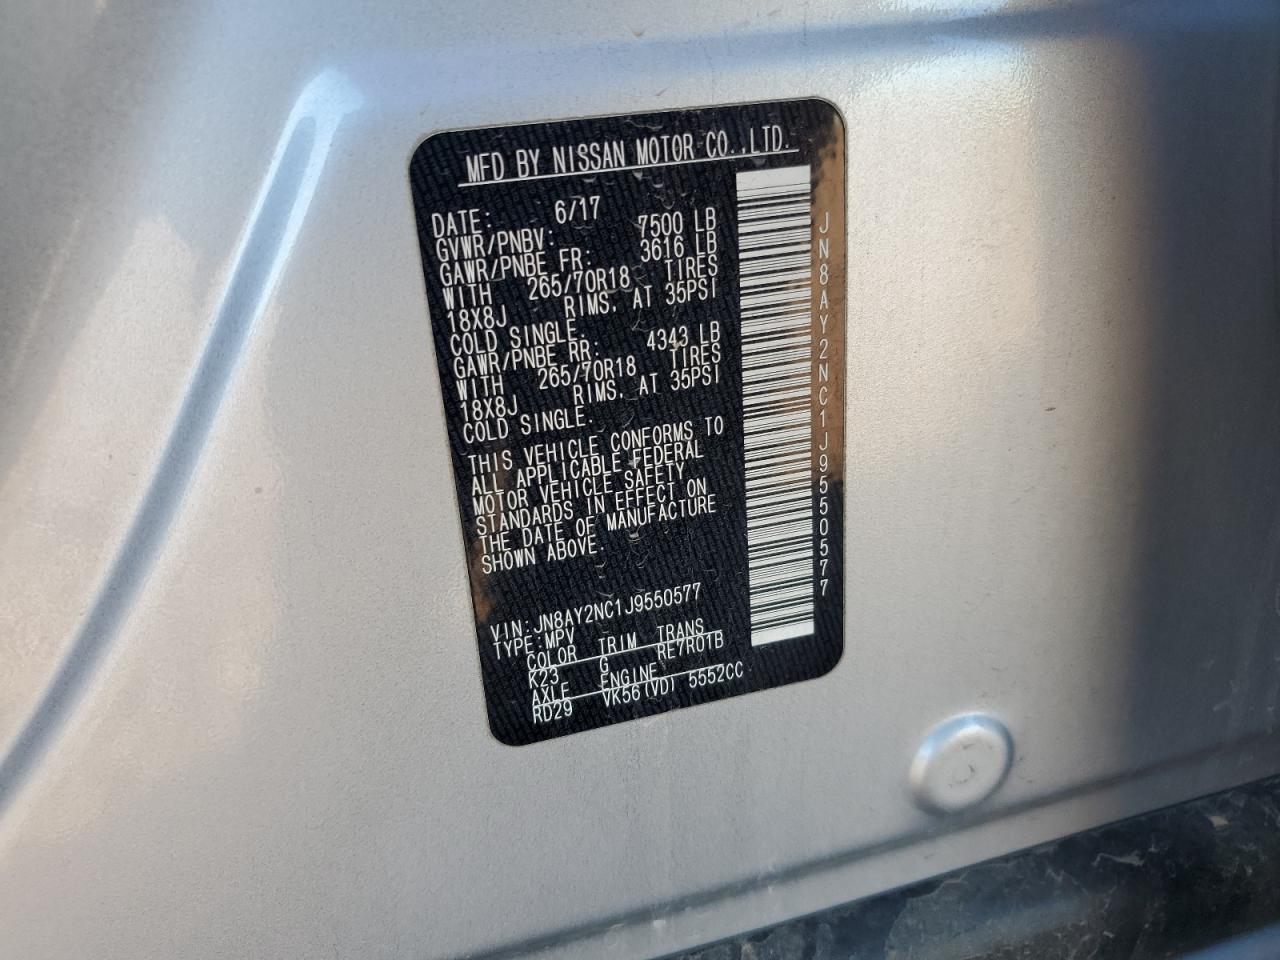 MFD BY NISSAN MOTOR CO.,LTD.
DATE: 6/17
GVWR/PNBV: 7500 LB
GAWR/PNBE FR: 3616 LB
WITH 265/70R18 TIRES
18X8J RIMS, AT 35PSI
COLD SINGLE.
GAWR/PNBE RR: 4343 LB
WITH 265/70R18 TIRES
18X8J RIMS, AT 35PSI
COLD SINGLE.
THIS VEHICLE CONFORMS TO
ALL APPLICABLE FEDERAL
MOTOR VEHICLE SAFETY
STANDARDS IN EFFECT ON
THE DATE OF MANUFACTURE
SHOWN ABOVE.
VIN:JN8AY2NC1J9550577
TYPE:MPV
COLOR TRIM TRANS
K23 G RE7R01B
AXLE ENGINE
RD29 VK56(VD) 5552CC
JN8AY2NC1J9550577